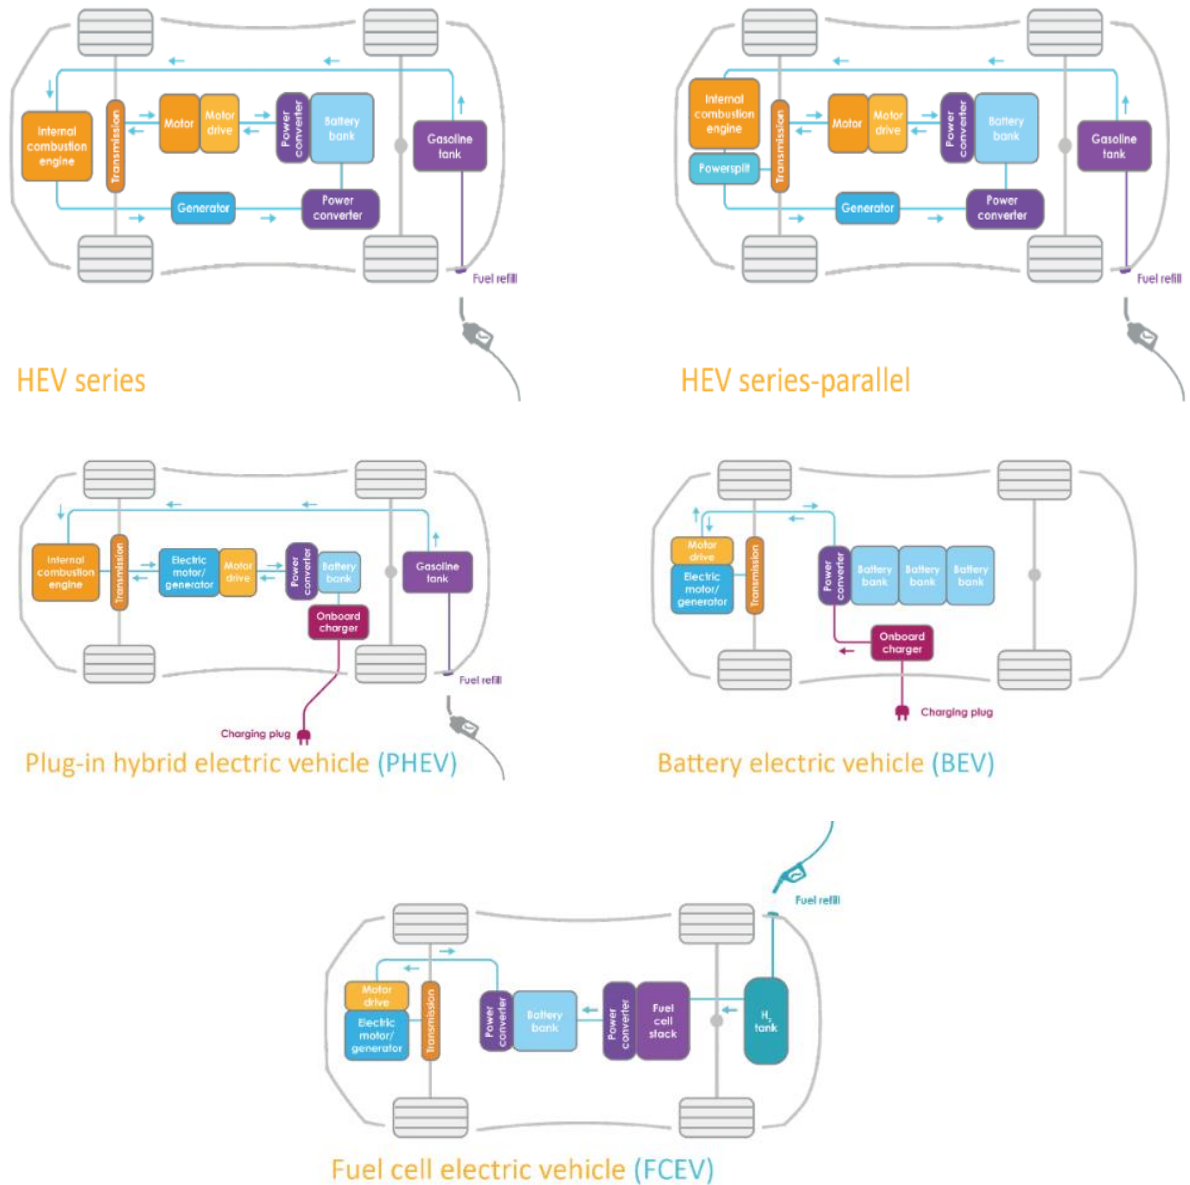 Internal
combustion
engine
Transmission
Motor
Motor
drive
Power
converter
Battery
bank
Gasoline
tank
Generator
Power
converter
Fuel refill
HEV series
Internal
combustion
engine
Powersplit
Transmission
Motor
Motor
drive
Power
converter
Battery
bank
Gasoline
tank
Generator
Power
converter
Fuel refill
HEV series-parallel
Internal
combustion
engine
Transmission
Electric
motor/
generator
Motor
drive
Power
converter
Battery
bank
Gasoline
tank
Onboard
charger
Fuel refill
Charging plug
Plug-in hybrid electric vehicle (PHEV)
Motor
drive
Electric
motor/
generator
Transmission
Power
converter
Battery
bank
Battery
bank
Battery
bank
Onboard
charger
Charging plug
Battery electric vehicle (BEV)
Fuel refill
Motor drive
Electric
motor/
generator
Transmission
Power
converter
Battery
bank
Power
converter
Fuel
cell
stack
H₂
tank
Fuel cell electric vehicle (FCEV)